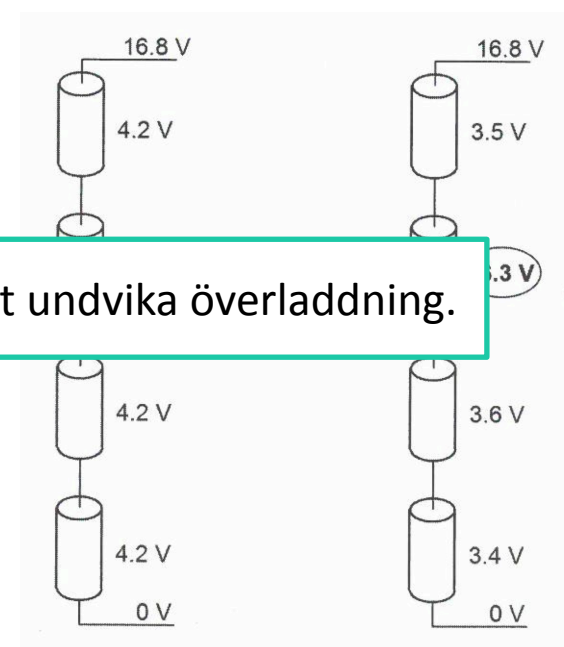 16.8 V
16.8 V
4.2 V
3.5 V
.3 V
t undvika överladdning.
4.2 V
3.6 V
4.2 V
3.4 V
0 V
0 V